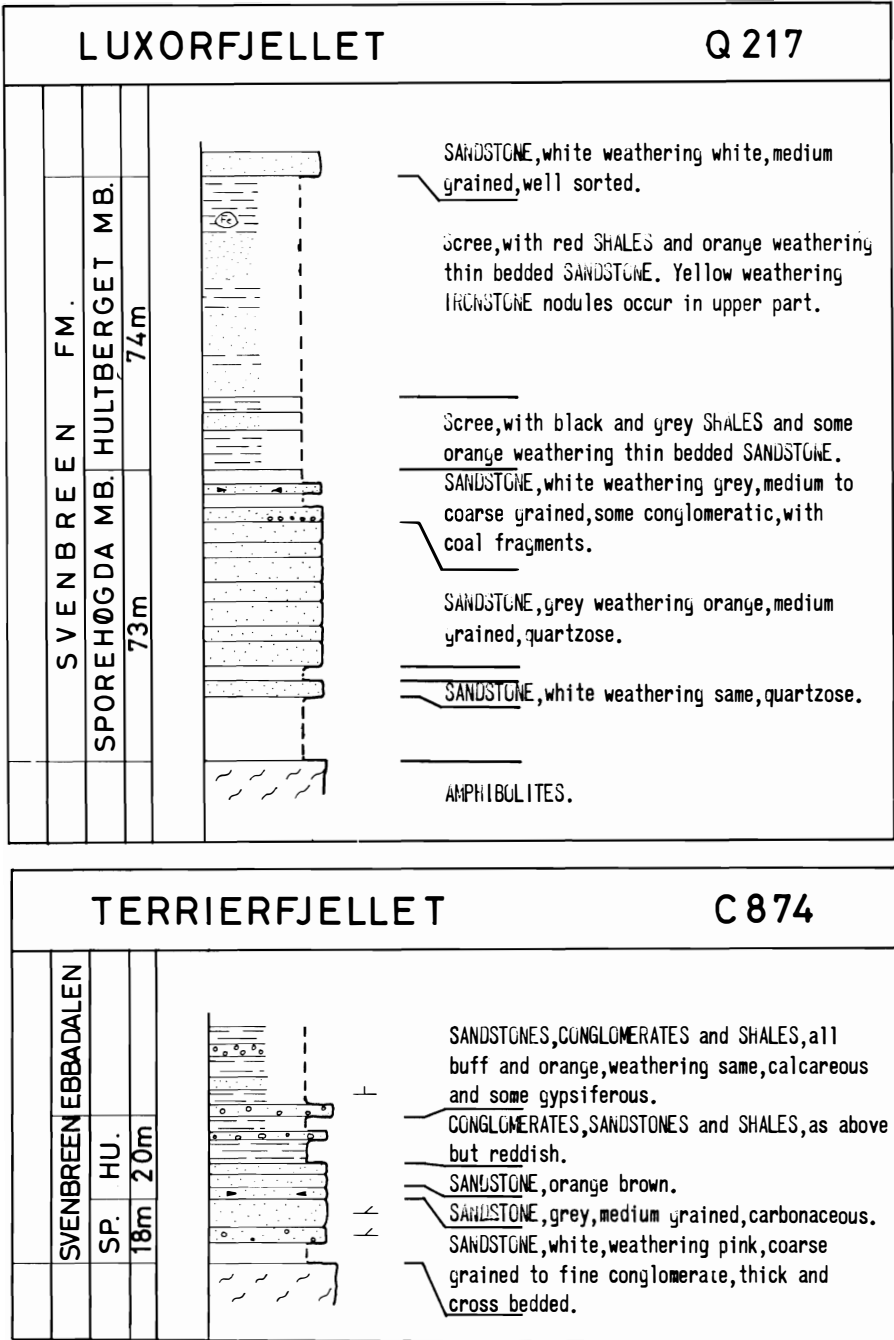 LUXORFJELLET Q 217
SVENBREEN FM.
SPOREHØGDA MB. HULTBERGET MB.
73m 74m
Fe
SANDSTONE,white weathering white,medium
grained,well sorted.
Scree,with red SHALES and orange weathering
thin bedded SANDSTONE. Yellow weathering
IRONSTONE nodules occur in upper part.
Scree,with black and grey SHALES and some
orange weathering thin bedded SANDSTONE.
SANDSTONE,white weathering grey,medium to
coarse grained,some conglomeratic,with
coal fragments.
SANDSTONE,grey weathering orange,medium
grained,quartzose.
SANDSTONE,white weathering same,quartzose.
AMPHIBOLITES.
TERRIERFJELLET C 874
SVENBREEN EBBADALEN
SP. HU.
18m 20m
SANDSTONES,CONGLOMERATES and SHALES,all
buff and orange,weathering same,calcareous
and some gypsiferous.
CONGLOMERATES,SANDSTONES and SHALES,as above
but reddish.
SANDSTONE,orange brown.
SANDSTONE,grey,medium grained,carbonaceous.
SANDSTONE,white,weathering pink,coarse
grained to fine conglomerate,thick and
cross bedded.